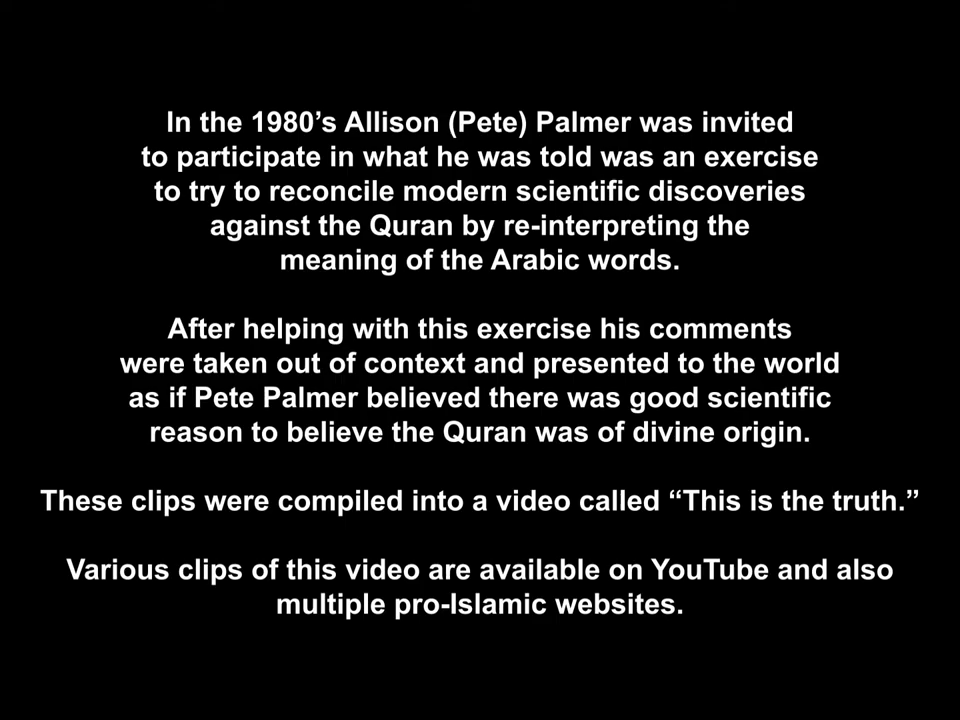 In the 1980’s Allison (Pete) Palmer was invited
to participate in what he was told was an exercise
to try to reconcile modern scientific discoveries
against the Quran by re-interpreting the
meaning of the Arabic words.
After helping with this exercise his comments
were taken out of context and presented to the world
as if Pete Palmer believed there was good scientific
reason to believe the Quran was of divine origin.
These clips were compiled into a video called “This is the truth.”
Various clips of this video are available on YouTube and also
multiple pro-Islamic websites.